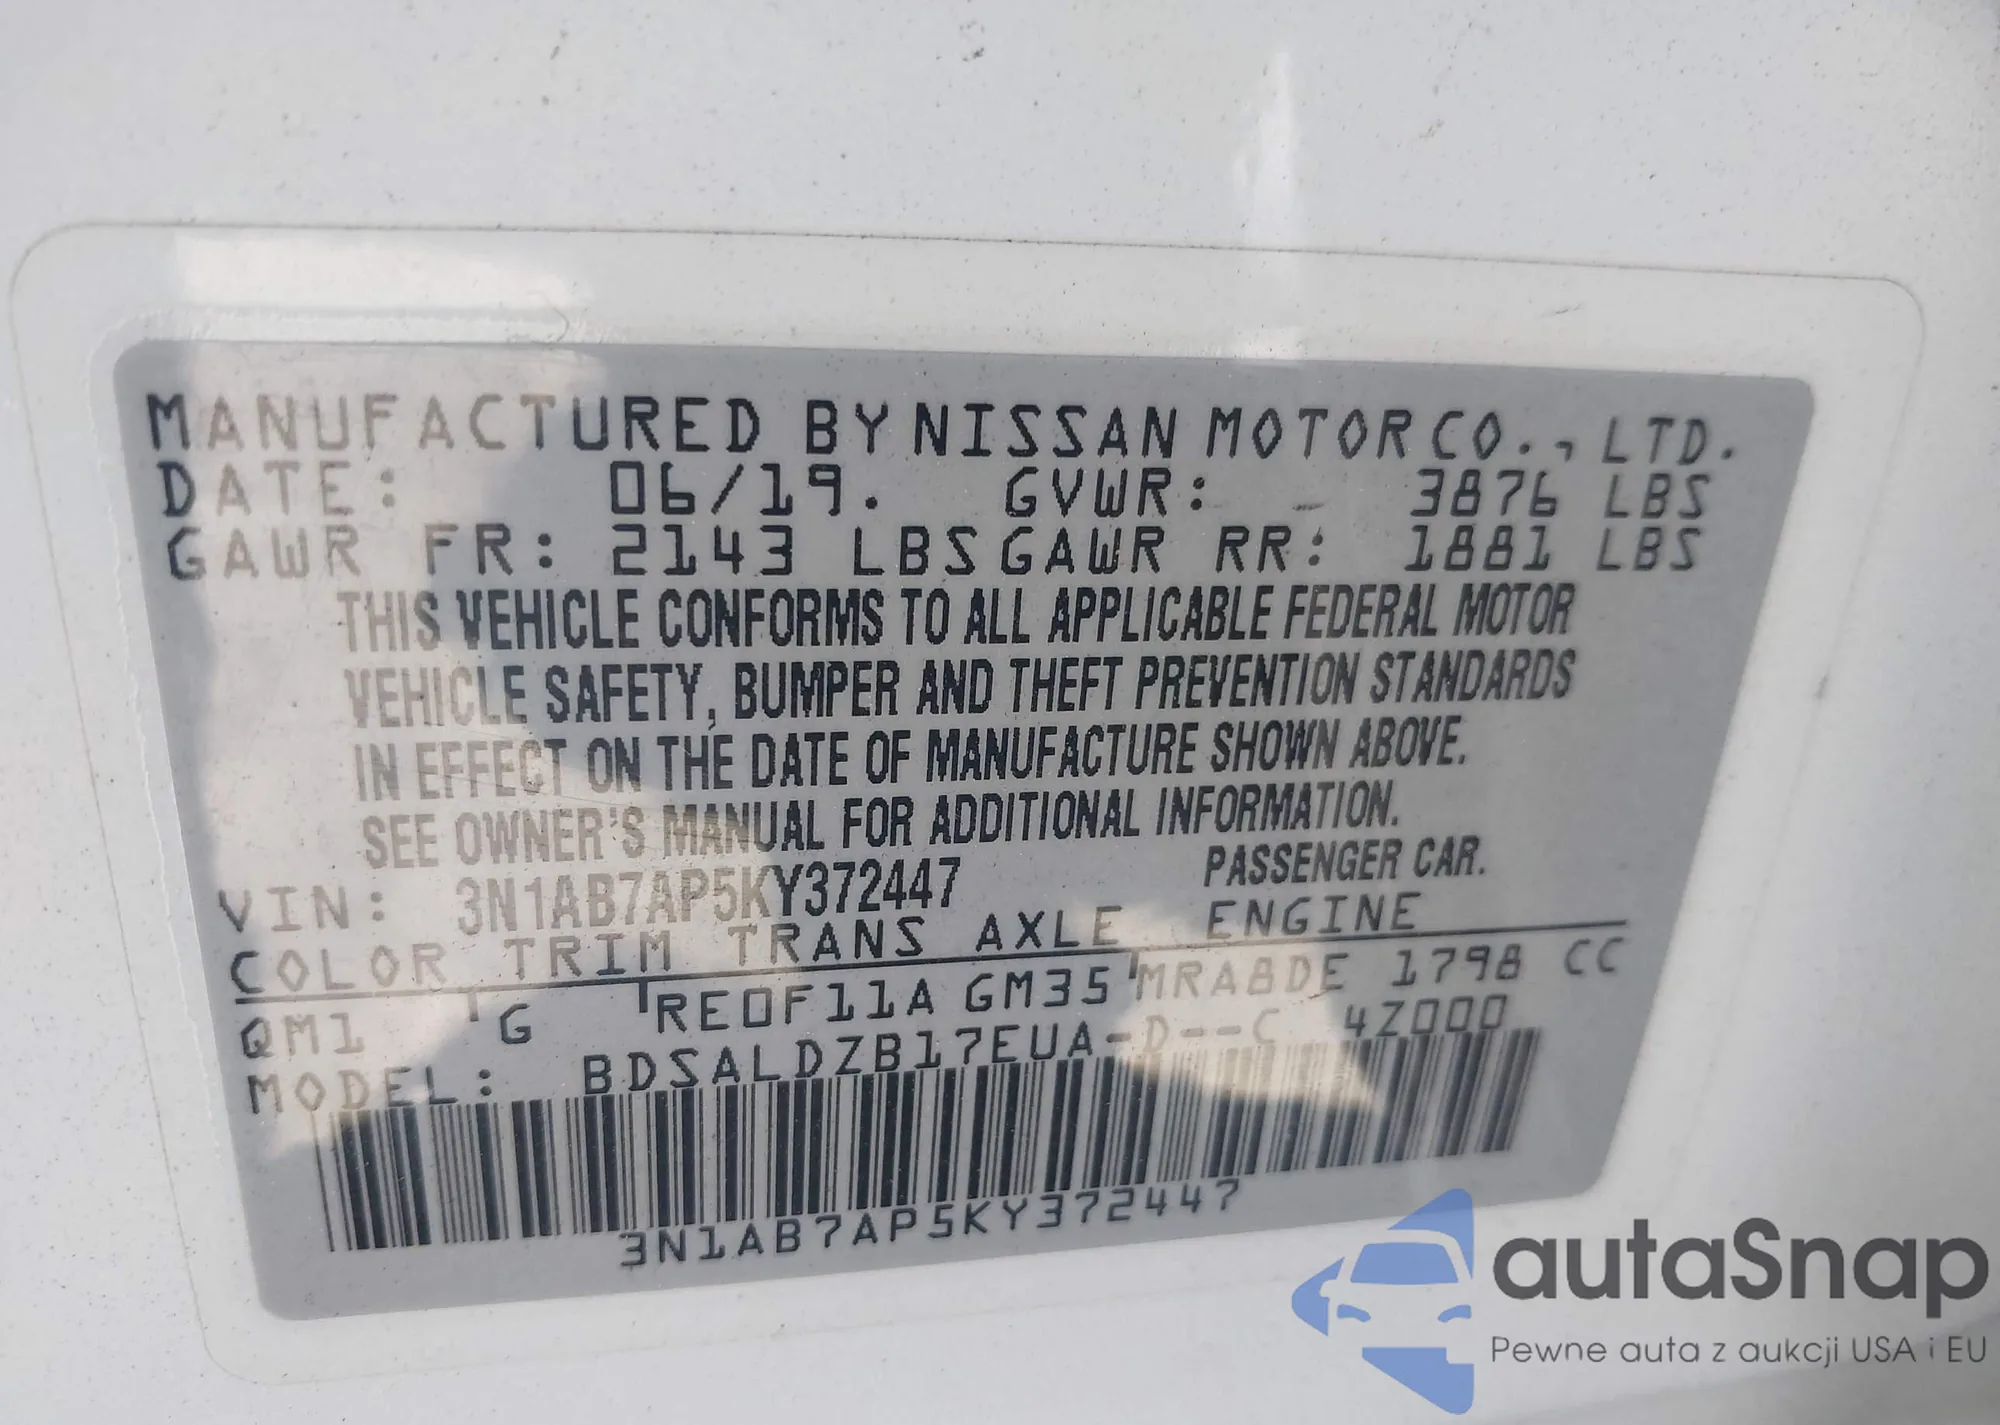 MANUFACTURED BY NISSAN MOTOR CO., LTD.
DATE: 06/19. GVWR: 3876 LBS
GAWR FR: 2143 LBS GAWR RR: 1881 LBS
THIS VEHICLE CONFORMS TO ALL APPLICABLE FEDERAL MOTOR
VEHICLE SAFETY, BUMPER AND THEFT PREVENTION STANDARDS
IN EFFECT ON THE DATE OF MANUFACTURE SHOWN ABOVE.
SEE OWNER'S MANUAL FOR ADDITIONAL INFORMATION.
VIN: 3N1AB7AP5KY372447 PASSENGER CAR.
COLOR TRIM TRANS AXLE ENGINE
QM1 G RE0F11A GM35 MRA8DE 1798 CC
MODEL: BDSALDZB17EUA-D--C 4Z000
3N1AB7AP5KY372447
autaSnap
Pewne auta z aukcji USA i EU